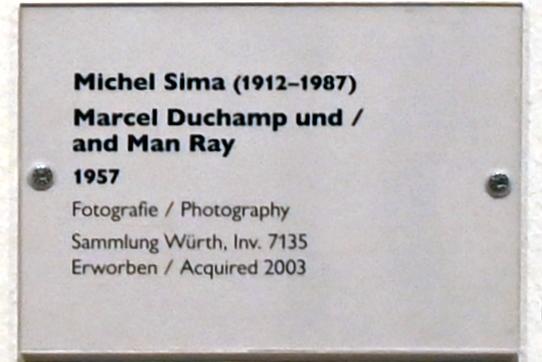 Michel Sima (1912–1987)
Marcel Duchamp und /
and Man Ray
1957
Fotografie / Photography
Sammlung Würth, Inv. 7135
Erworben / Acquired 2003